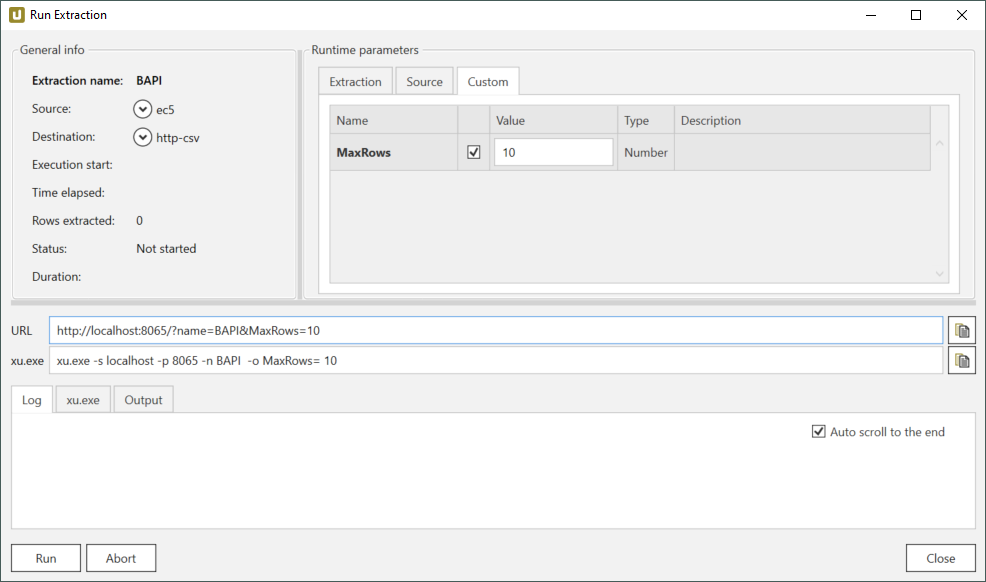 Run Extraction
General info
Extraction name: BAPI
Source: ec5
Destination: http-csv
Execution start:
Time elapsed:
Rows extracted: 0
Status: Not started
Duration:
Runtime parameters
Extraction Source Custom
Name Value Type Description
MaxRows 10 Number
URL http://localhost:8065/?name=BAPI&MaxRows=10
xu.exe xu.exe -s localhost -p 8065 -n BAPI  -o MaxRows= 10
Log xu.exe Output
Auto scroll to the end
Run Abort Close